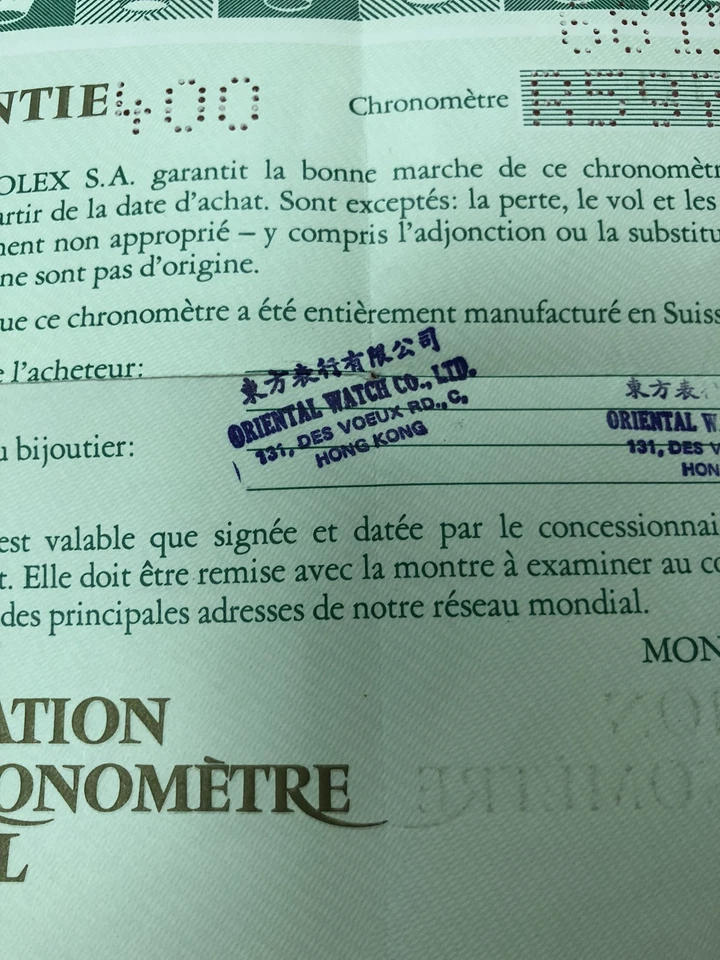 NTIE 400
Chronomètre R597
OLEX S.A. garantit la bonne marche de ce chronomètr
artir de la date d'achat. Sont exceptés: la perte, le vol et les
ment non approprié – y compris l'adjonction ou la substitu
ne sont pas d'origine.
ue ce chronomètre a été entièrement manufacturé en Suiss
e l'acheteur:
東方表行有限公司
ORIENTAL WATCH CO., LTD.
131, DES VOEUX RD., C,
HONG KONG
東方表
ORIENTAL W
131, DES V
HON
u bijoutier:
est valable que signée et datée par le concessionnai
t. Elle doit être remise avec la montre à examiner au co
des principales adresses de notre réseau mondial.
MON
ATION
ONOMÈTRE
L